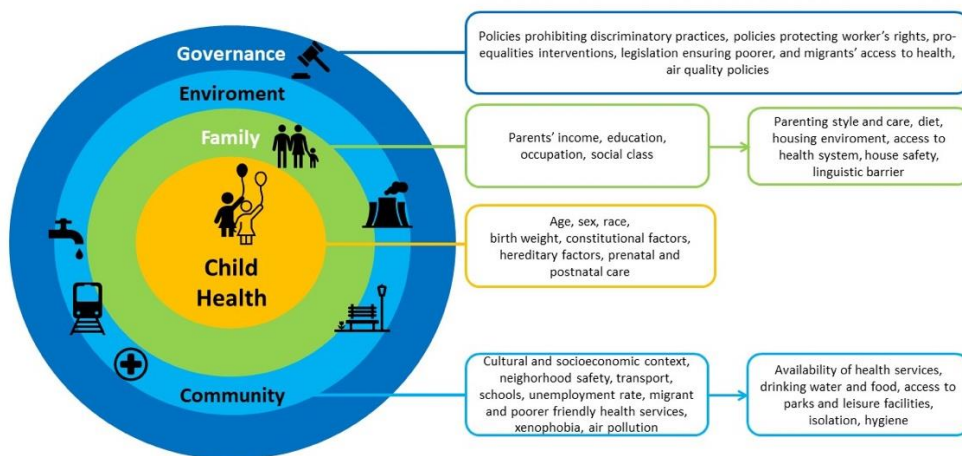 Governance
Enviroment
Family
Child
Health
Community
Policies prohibiting discriminatory practices, policies protecting worker's rights, pro-
equalities interventions, legislation ensuring poorer, and migrants' access to health,
air quality policies
Parents' income, education,
occupation, social class
Parenting style and care, diet,
housing enviroment, access to
health system, house safety,
linguistic barrier
Age, sex, race,
birth weight, constitutional factors,
hereditary factors, prenatal and
postnatal care
Cultural and socioeconomic context,
neighorhood safety, transport,
schools, unemployment rate, migrant
and poorer friendly health services,
xenophobia, air pollution
Availability of health services,
drinking water and food, access to
parks and leisure facilities,
isolation, hygiene